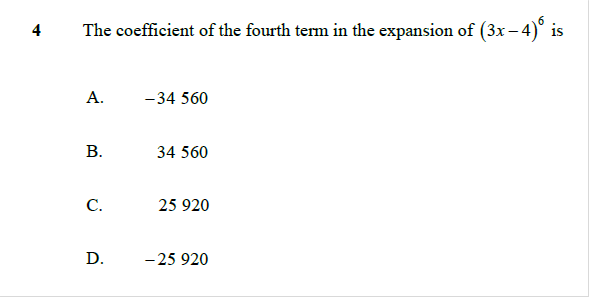 4 The coefficient of the fourth term in the expansion of (3x – 4)⁶ is
A. –34 560
B. 34 560
C. 25 920
D. –25 920